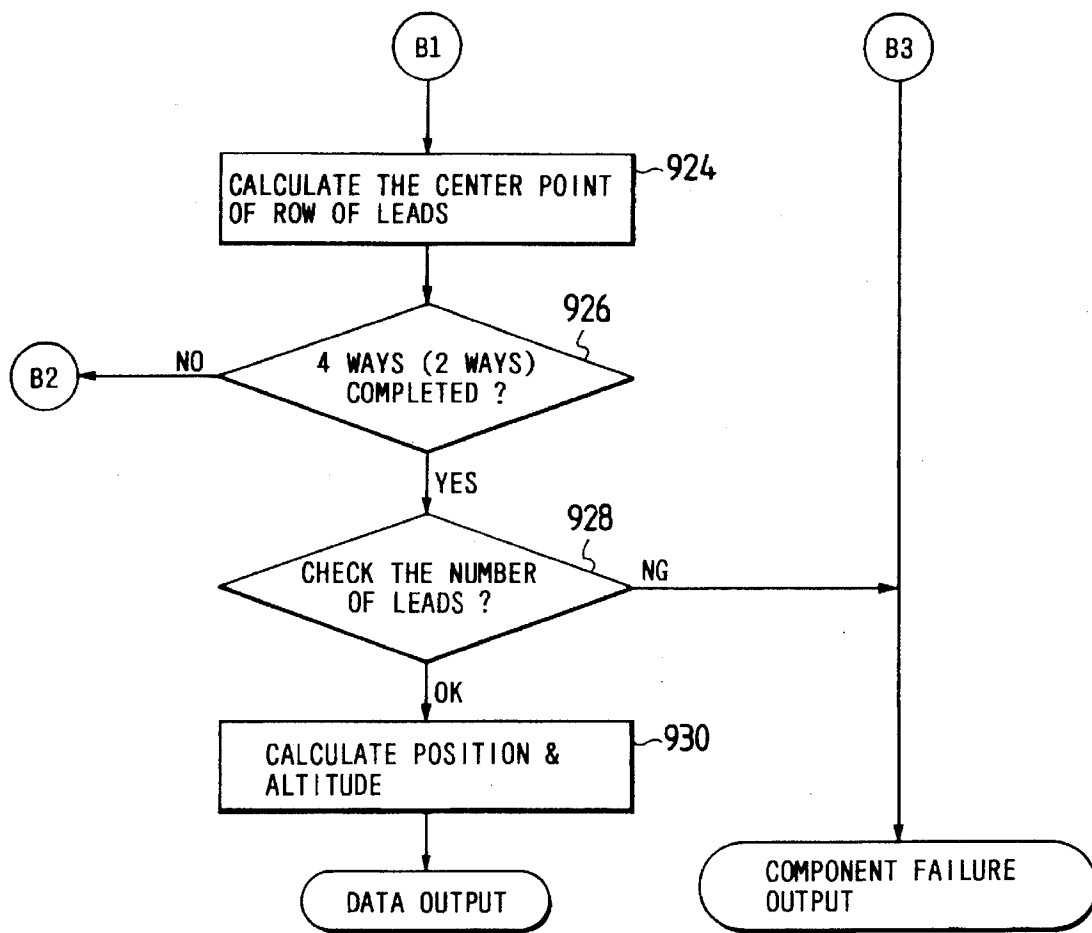 B1
B3
924
CALCULATE THE CENTER POINT
OF ROW OF LEADS
926
4 WAYS (2 WAYS)
COMPLETED ?
NO
B2
YES
928
CHECK THE NUMBER
OF LEADS ?
NG
OK
930
CALCULATE POSITION &
ALTITUDE
DATA OUTPUT
COMPONENT FAILURE
OUTPUT